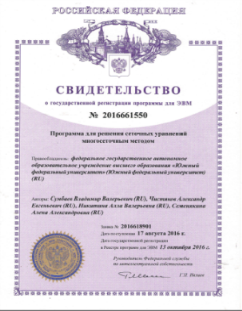 РОССИЙСКАЯ ФЕДЕРАЦИЯ
СВИДЕТЕЛЬСТВО
о государственной регистрации программы для ЭВМ
№ 2016661550
Программа для решения сеточных уравнений
многосеточным методом
Правообладатель: федеральное государственное автономное
образовательное учреждение высшего образования «Южный
федеральный университет» (Южный федеральный университет)
(RU)
Авторы: Сумбаев Владимир Валерьевич (RU), Чистяков Александр
Евгеньевич (RU), Никитина Алла Валерьевна (RU), Семенякина
Алена Александровна (RU)
Заявка № 2016618901
Дата поступления 17 августа 2016 г.
Дата государственной регистрации
в Реестре программ для ЭВМ 13 октября 2016 г.
Руководитель Федеральной службы
по интеллектуальной собственности
Г.П. Ивлиев